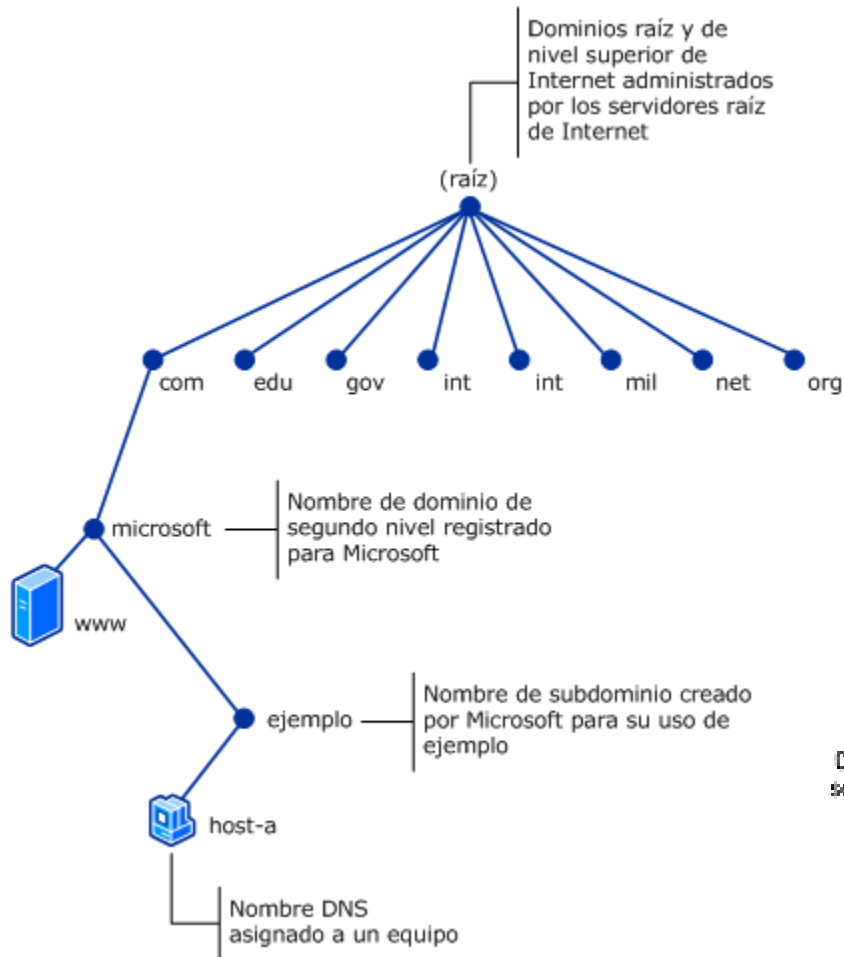 Dominios raíz y de
nivel superior de
Internet administrados
por los servidores raíz
de Internet
(raíz)
com edu gov int int mil net org
microsoft
Nombre de dominio de
segundo nivel registrado
para Microsoft
www
ejemplo
Nombre de subdominio creado
por Microsoft para su uso de
ejemplo
host-a
Nombre DNS
asignado a un equipo